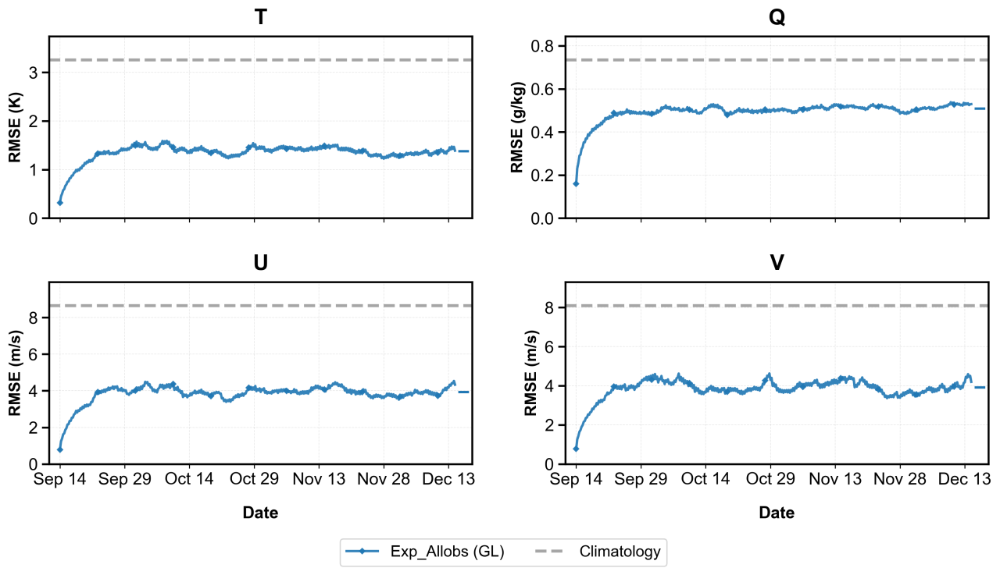 T
RMSE (K)
3
2
1
0
Q
RMSE (g/kg)
0.8
0.6
0.4
0.2
0.0
U
RMSE (m/s)
8
6
4
2
0
Sep 14 Sep 29 Oct 14 Oct 29 Nov 13 Nov 28 Dec 13
Date
V
RMSE (m/s)
8
6
4
2
0
Sep 14 Sep 29 Oct 14 Oct 29 Nov 13 Nov 28 Dec 13
Date
Exp_Allobs (GL) Climatology